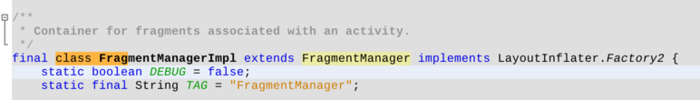 /**
 * Container for fragments associated with an activity.
 */
final class FragmentManagerImpl extends FragmentManager implements LayoutInflater.Factory2 {
    static boolean DEBUG = false;
    static final String TAG = "FragmentManager";